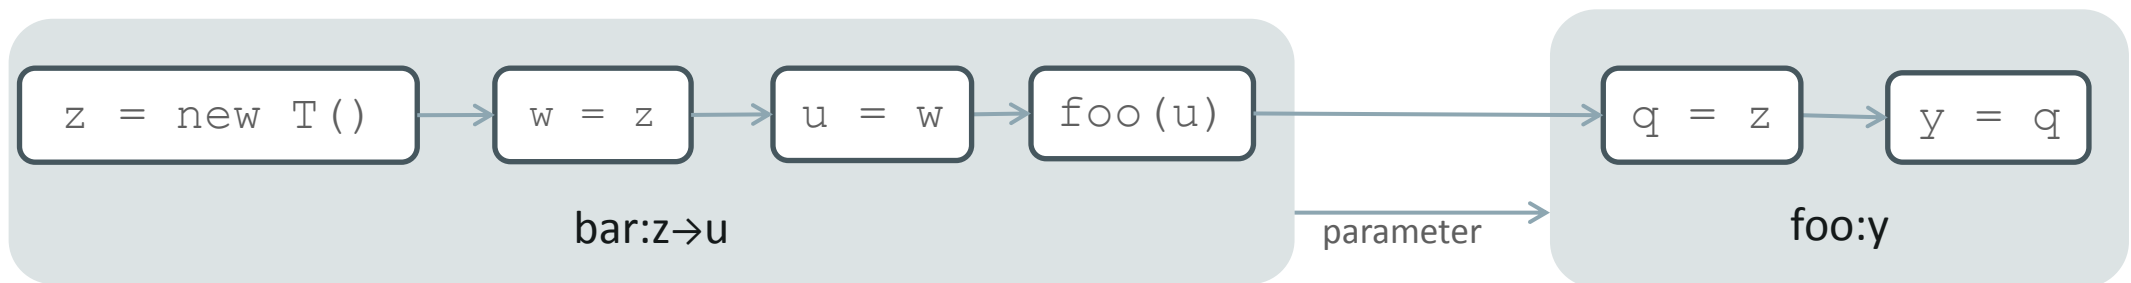 z = new T()
w = z
u = w
foo(u)
q = z
y = q
bar:z→u
parameter
foo:y